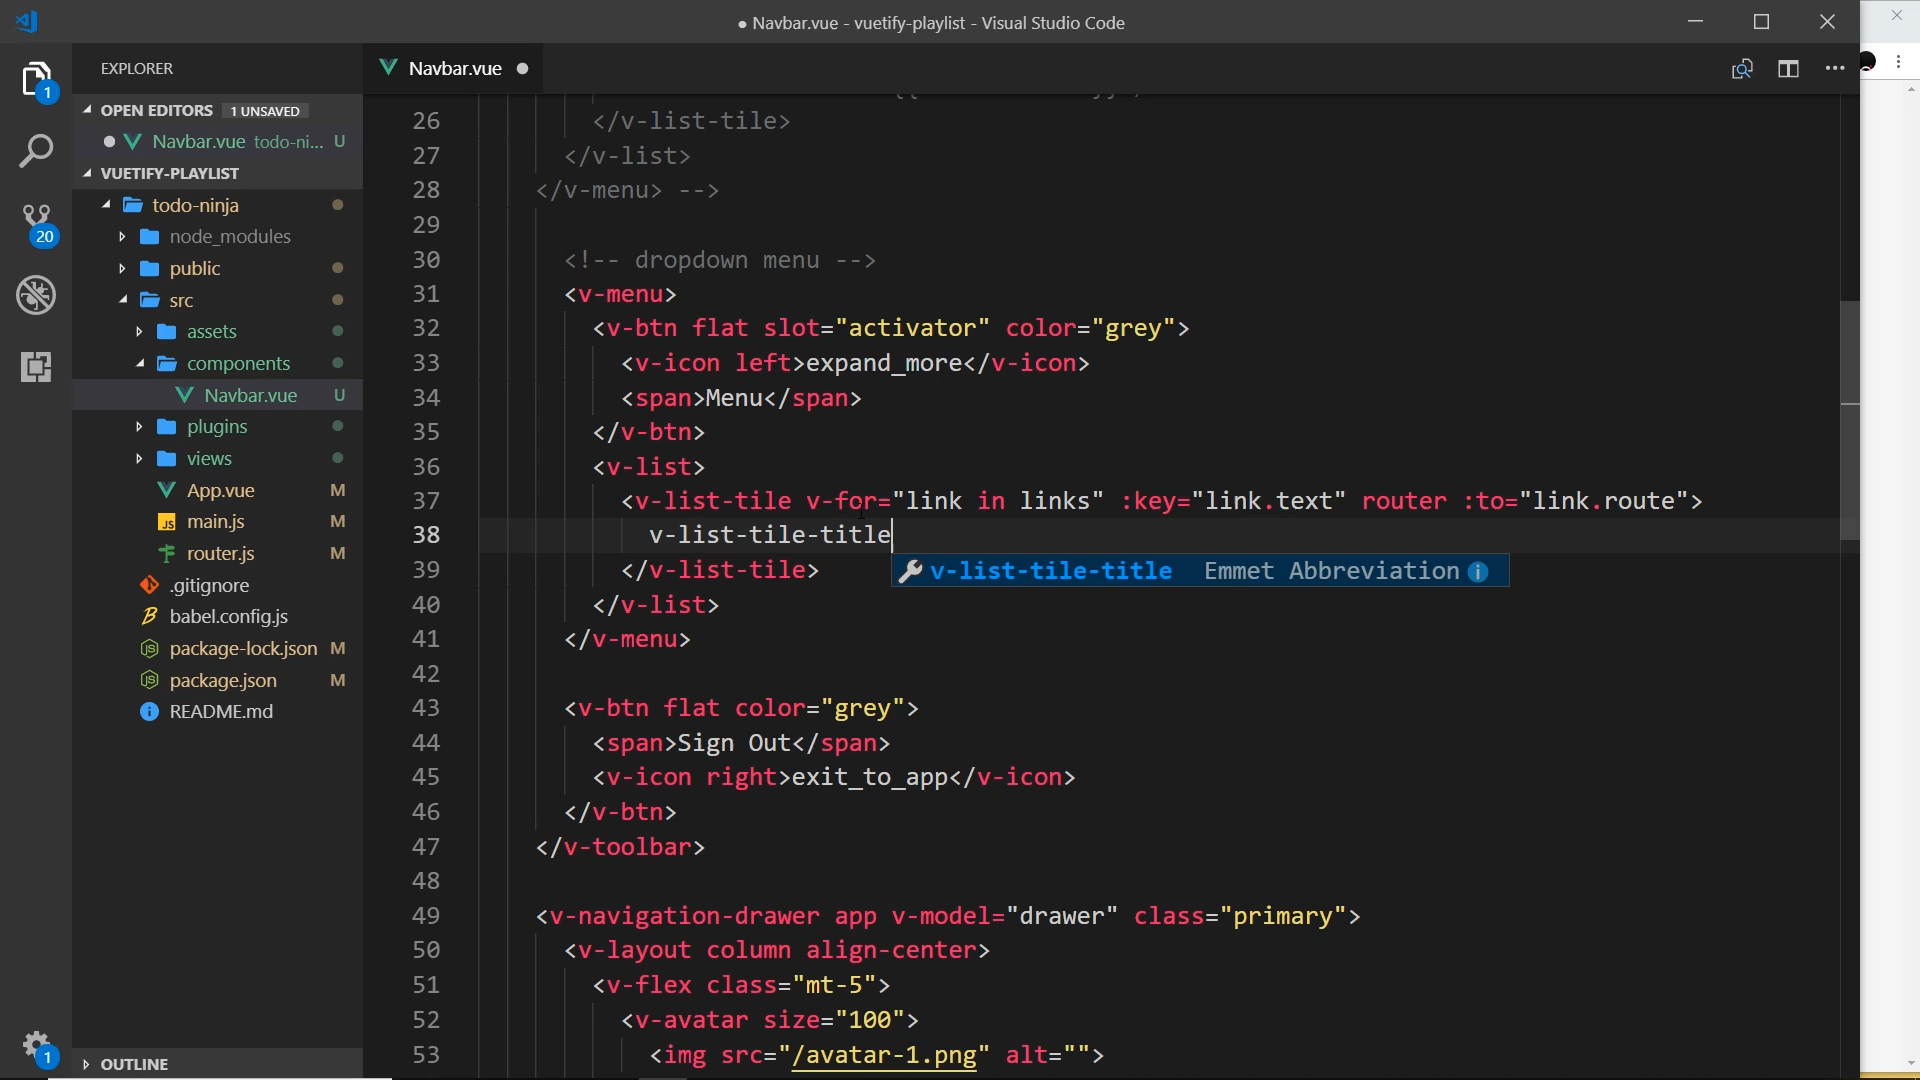 ● Navbar.vue - vuetify-playlist - Visual Studio Code
EXPLORER
OPEN EDITORS 1 UNSAVED
Navbar.vue todo-ni... U
VUETIFY-PLAYLIST
todo-ninja
node_modules
public
src
assets
components
Navbar.vue U
plugins
views
App.vue M
JS main.js M
router.js M
.gitignore
babel.config.js
package-lock.json M
package.json M
README.md
OUTLINE
1
20
1
Navbar.vue
26 </v-list-tile>
27 </v-list>
28 </v-menu> -->
29
30 <!-- dropdown menu -->
31 <v-menu>
32 <v-btn flat slot="activator" color="grey">
33 <v-icon left>expand_more</v-icon>
34 <span>Menu</span>
35 </v-btn>
36 <v-list>
37 <v-list-tile v-for="link in links" :key="link.text" router :to="link.route">
38 v-list-tile-title
v-list-tile-title Emmet Abbreviation
39 </v-list-tile>
40 </v-list>
41 </v-menu>
42
43 <v-btn flat color="grey">
44 <span>Sign Out</span>
45 <v-icon right>exit_to_app</v-icon>
46 </v-btn>
47 </v-toolbar>
48
49 <v-navigation-drawer app v-model="drawer" class="primary">
50 <v-layout column align-center>
51 <v-flex class="mt-5">
52 <v-avatar size="100">
53 <img src="/avatar-1.png" alt="">